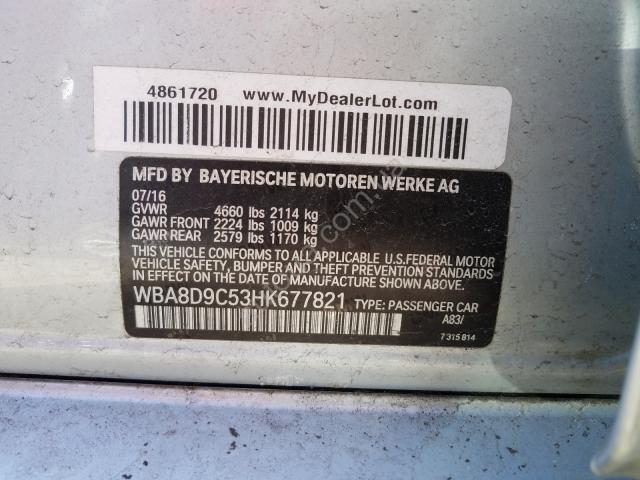 4861720 www.MyDealerLot.com
MFD BY BAYERISCHE MOTOREN WERKE AG
07/16
GVWR 4660 lbs 2114 kg
GAWR FRONT 2224 lbs 1009 kg
GAWR REAR 2579 lbs 1170 kg
THIS VEHICLE CONFORMS TO ALL APPLICABLE U.S.FEDERAL MOTOR
VEHICLE SAFETY, BUMPER AND THEFT PREVENTION STANDARDS
IN EFFECT ON THE DATE OF MANUFACTURE SHOWN ABOVE.
WBA8D9C53HK677821 TYPE: PASSENGER CAR
A83/
7315814